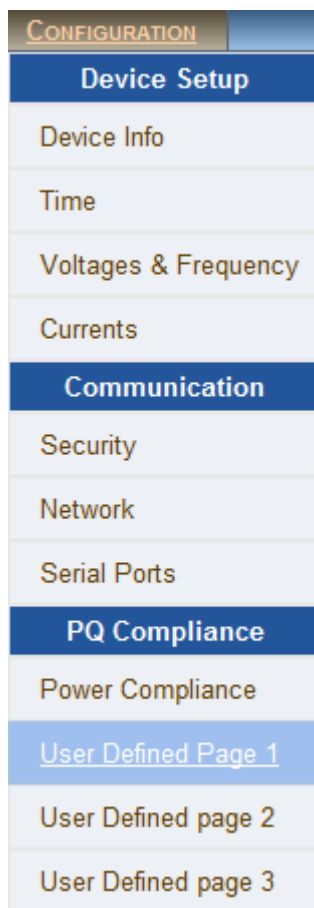 CONFIGURATION
Device Setup
Device Info
Time
Voltages & Frequency
Currents
Communication
Security
Network
Serial Ports
PQ Compliance
Power Compliance
User Defined Page 1
User Defined page 2
User Defined page 3